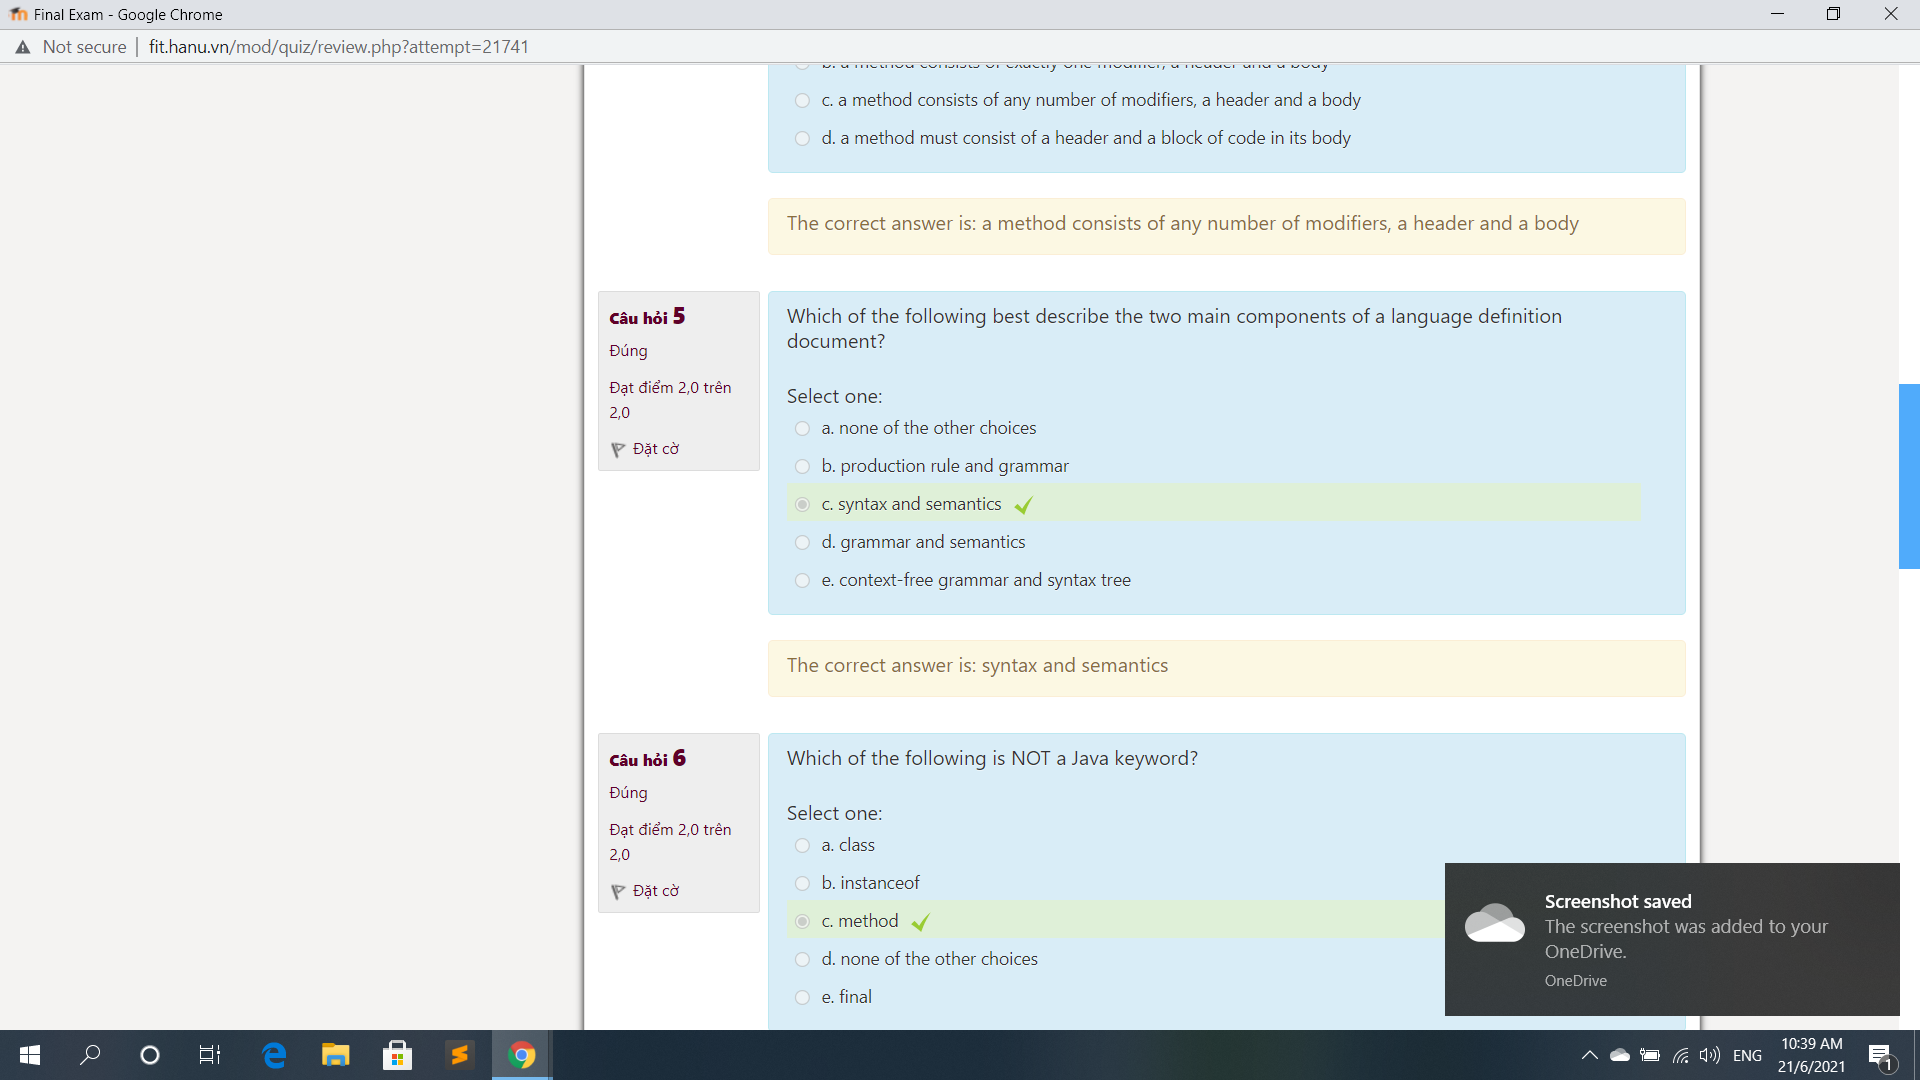 Final Exam - Google Chrome
Not secure | fit.hanu.vn/mod/quiz/review.php?attempt=21741
b. a method consists of exactly one modifier, a header and a body
c. a method consists of any number of modifiers, a header and a body
d. a method must consist of a header and a block of code in its body
The correct answer is: a method consists of any number of modifiers, a header and a body
Câu hỏi 5
Đúng
Đạt điểm 2,0 trên
2,0
Đặt cờ
Which of the following best describe the two main components of a language definition
document?
Select one:
a. none of the other choices
b. production rule and grammar
c. syntax and semantics
d. grammar and semantics
e. context-free grammar and syntax tree
The correct answer is: syntax and semantics
Câu hỏi 6
Đúng
Đạt điểm 2,0 trên
2,0
Đặt cờ
Which of the following is NOT a Java keyword?
Select one:
a. class
b. instanceof
c. method
d. none of the other choices
e. final
Screenshot saved
The screenshot was added to your
OneDrive.
OneDrive
ENG
10:39 AM
21/6/2021
1